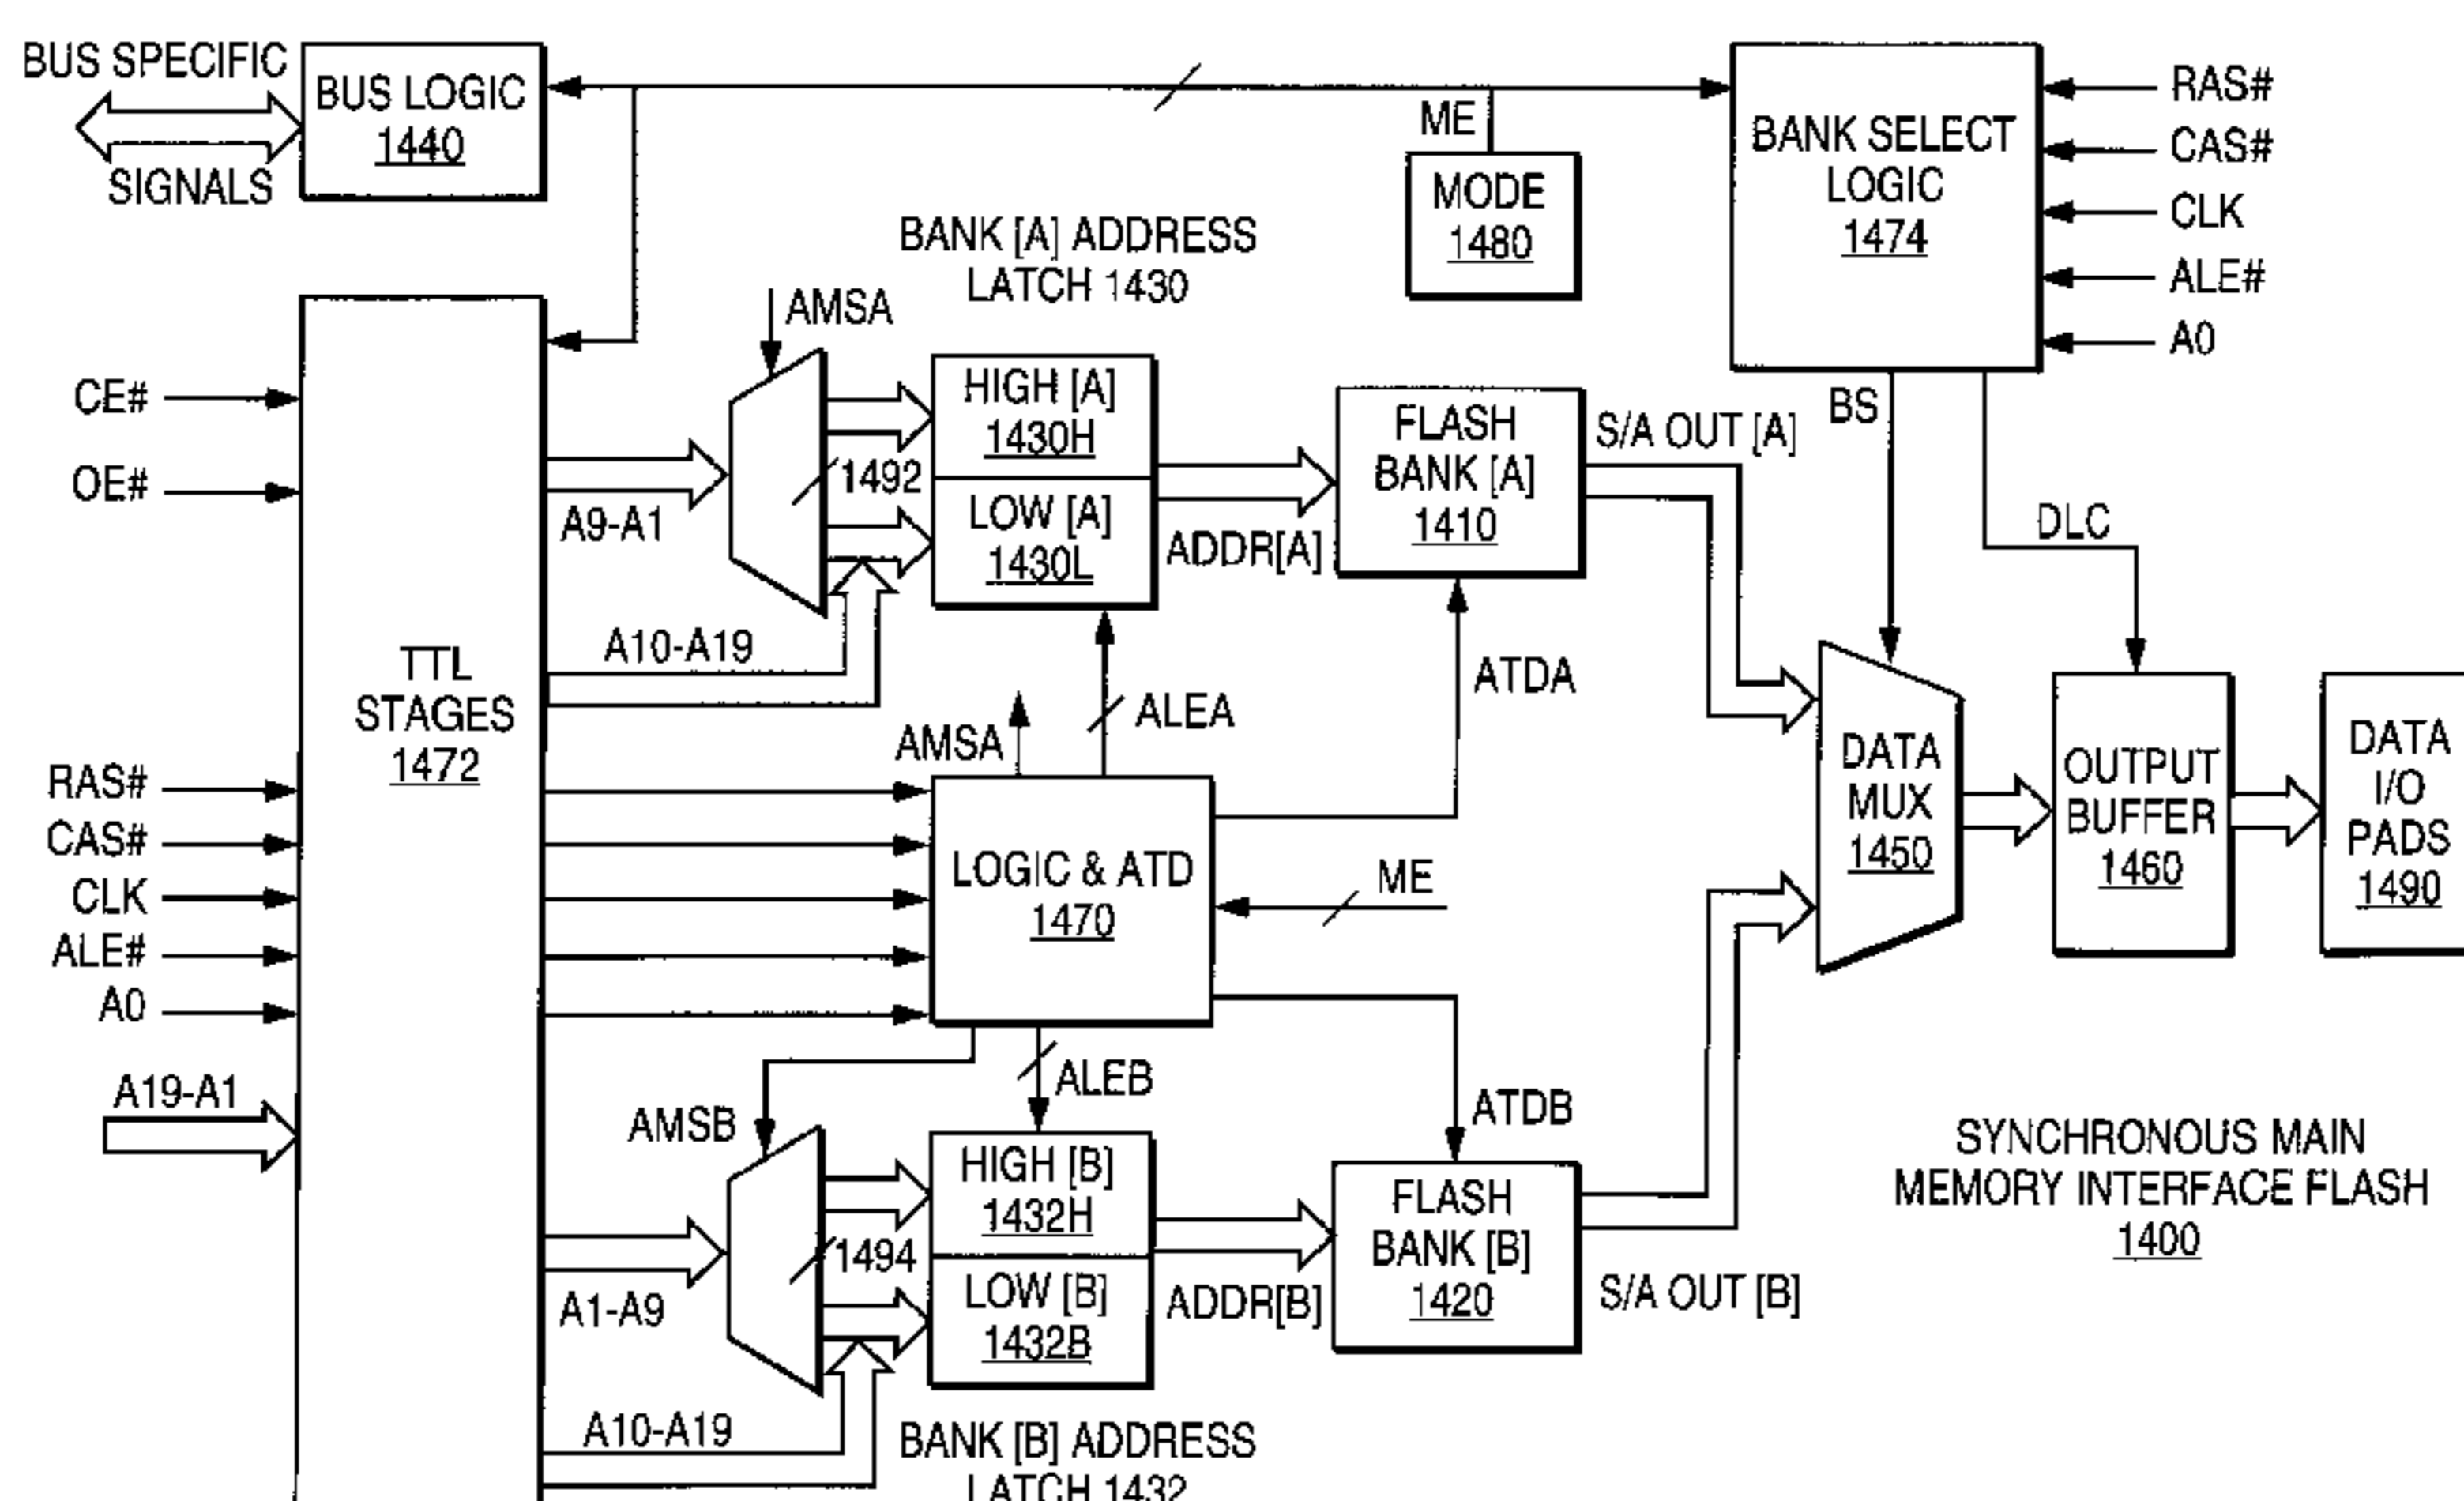 BUS SPECIFIC
SIGNALS
BUS LOGIC
1440
ME
MODE
1480
BANK SELECT
LOGIC
1474
RAS#
CAS#
CLK
ALE#
A0
BANK [A] ADDRESS
LATCH 1430
CE#
OE#
RAS#
CAS#
CLK
ALE#
A0
A19-A1
TTL
STAGES
1472
AMSA
A9-A1
1492
A10-A19
HIGH [A]
1430H
LOW [A]
1430L
ADDR[A]
FLASH
BANK [A]
1410
S/A OUT [A]
BS
DLC
AMSA
ALEA
ATDA
LOGIC & ATD
1470
ME
DATA
MUX
1450
OUTPUT
BUFFER
1460
DATA
I/O
PADS
1490
AMSB
ALEB
ATDB
A1-A9
1494
A10-A19
HIGH [B]
1432H
LOW [B]
1432B
ADDR[B]
FLASH
BANK [B]
1420
S/A OUT [B]
BANK [B] ADDRESS
LATCH 1432
SYNCHRONOUS MAIN
MEMORY INTERFACE FLASH
1400